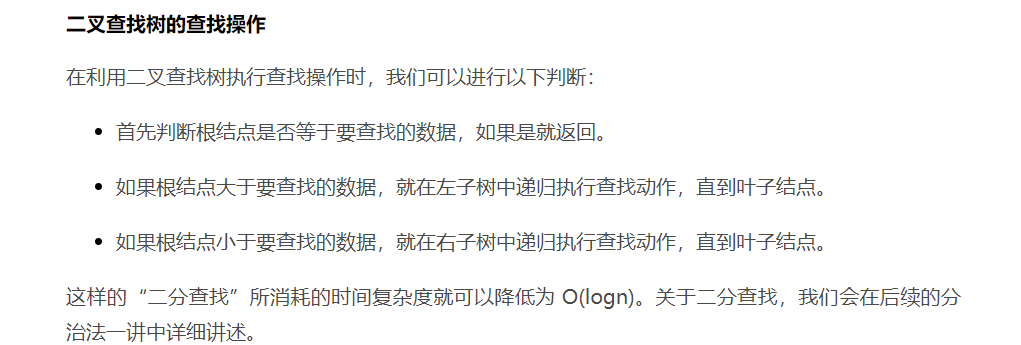 二叉查找树的查找操作
在利用二叉查找树执行查找操作时，我们可以进行以下判断：
首先判断根结点是否等于要查找的数据，如果是就返回。
如果根结点大于要查找的数据，就在左子树中递归执行查找动作，直到叶子结点。
如果根结点小于要查找的数据，就在右子树中递归执行查找动作，直到叶子结点。
这样的“二分查找”所消耗的时间复杂度就可以降低为 O(logn)。关于二分查找，我们会在后续的分
治法一讲中详细讲述。